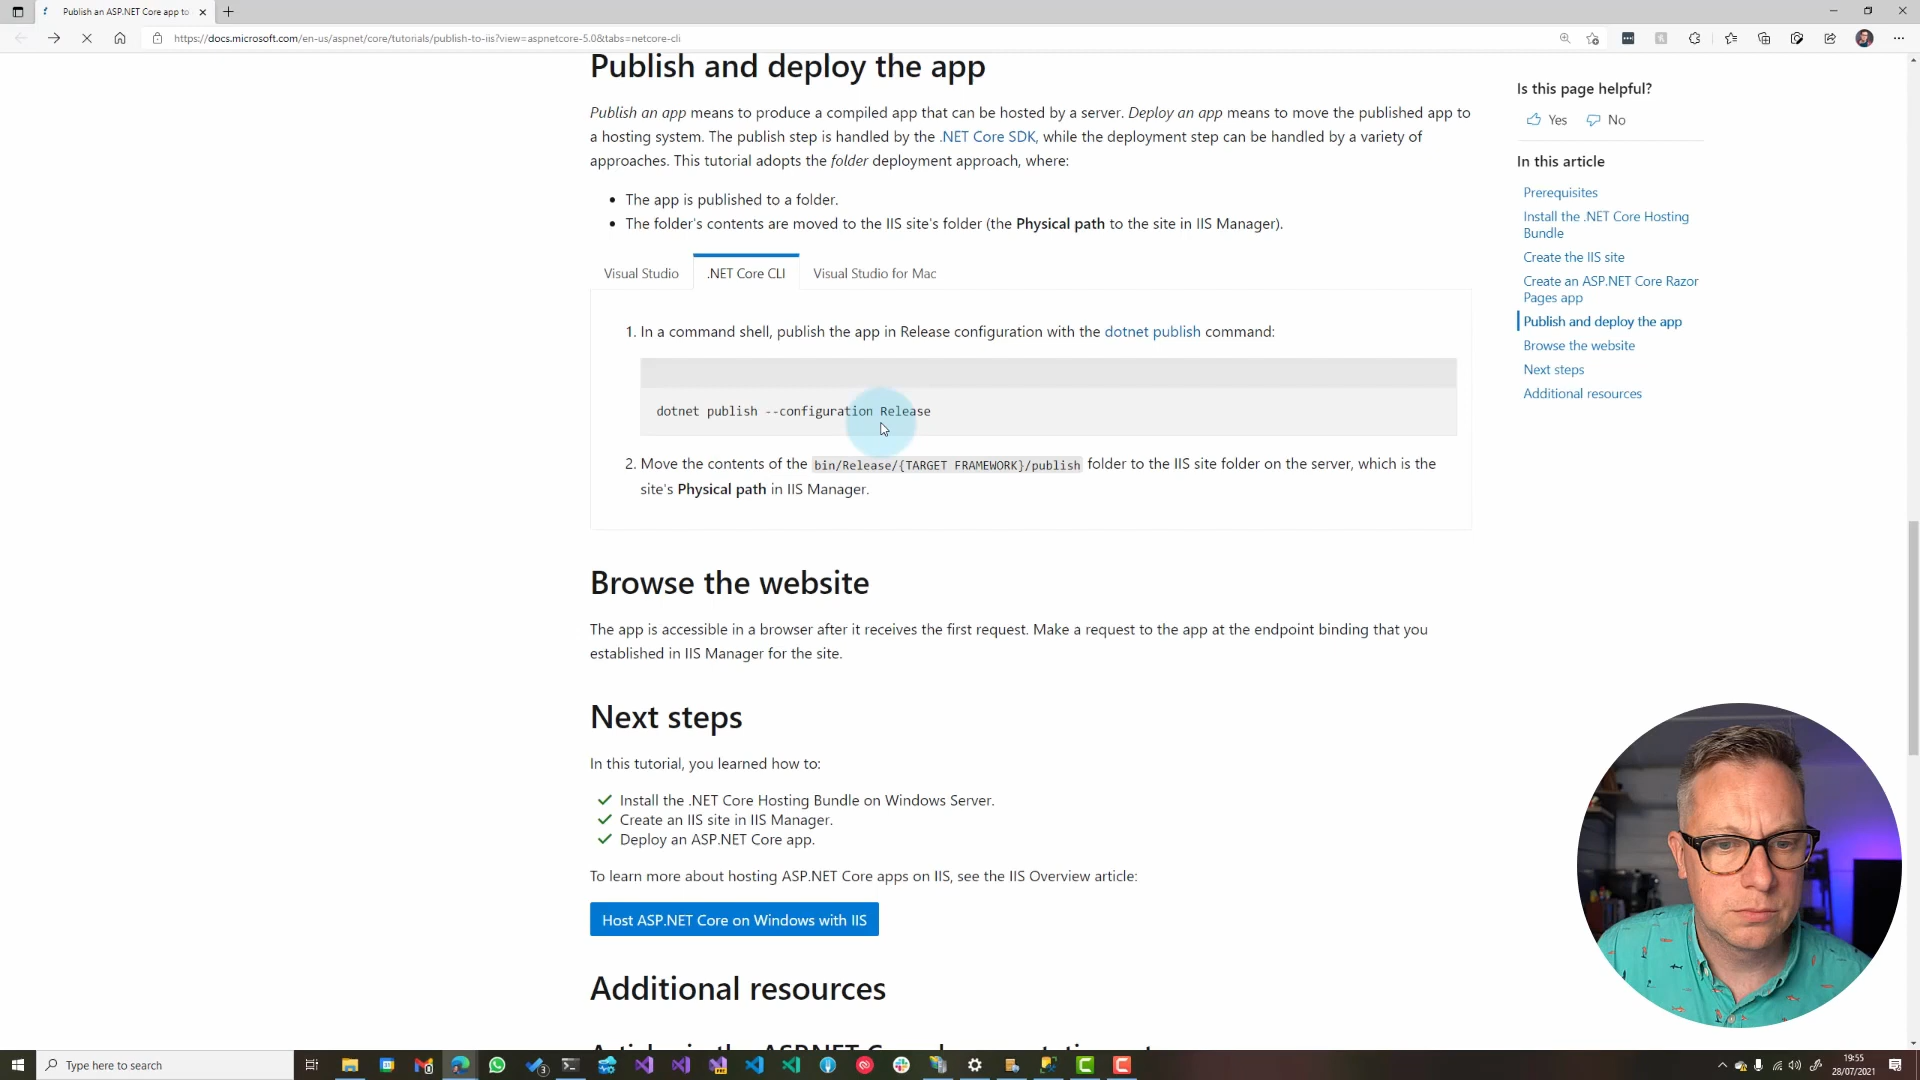 Publish an ASP.NET Core app to
https://docs.microsoft.com/en-us/aspnet/core/tutorials/publish-to-iis?view=aspnetcore-5.0&tabs=netcore-cli
Publish and deploy the app
Publish an app means to produce a compiled app that can be hosted by a server. Deploy an app means to move the published app to
a hosting system. The publish step is handled by the .NET Core SDK, while the deployment step can be handled by a variety of
approaches. This tutorial adopts the folder deployment approach, where:
The app is published to a folder.
The folder's contents are moved to the IIS site's folder (the Physical path to the site in IIS Manager).
Visual Studio
.NET Core CLI
Visual Studio for Mac
1. In a command shell, publish the app in Release configuration with the dotnet publish command:
dotnet publish --configuration Release
2. Move the contents of the bin/Release/{TARGET FRAMEWORK}/publish folder to the IIS site folder on the server, which is the
site's Physical path in IIS Manager.
Browse the website
The app is accessible in a browser after it receives the first request. Make a request to the app at the endpoint binding that you
established in IIS Manager for the site.
Next steps
In this tutorial, you learned how to:
Install the .NET Core Hosting Bundle on Windows Server.
Create an IIS site in IIS Manager.
Deploy an ASP.NET Core app.
To learn more about hosting ASP.NET Core apps on IIS, see the IIS Overview article:
Host ASP.NET Core on Windows with IIS
Additional resources
Is this page helpful?
Yes
No
In this article
Prerequisites
Install the .NET Core Hosting
Bundle
Create the IIS site
Create an ASP.NET Core Razor
Pages app
Publish and deploy the app
Browse the website
Next steps
Additional resources
Type here to search
3
19:55
28/07/2021